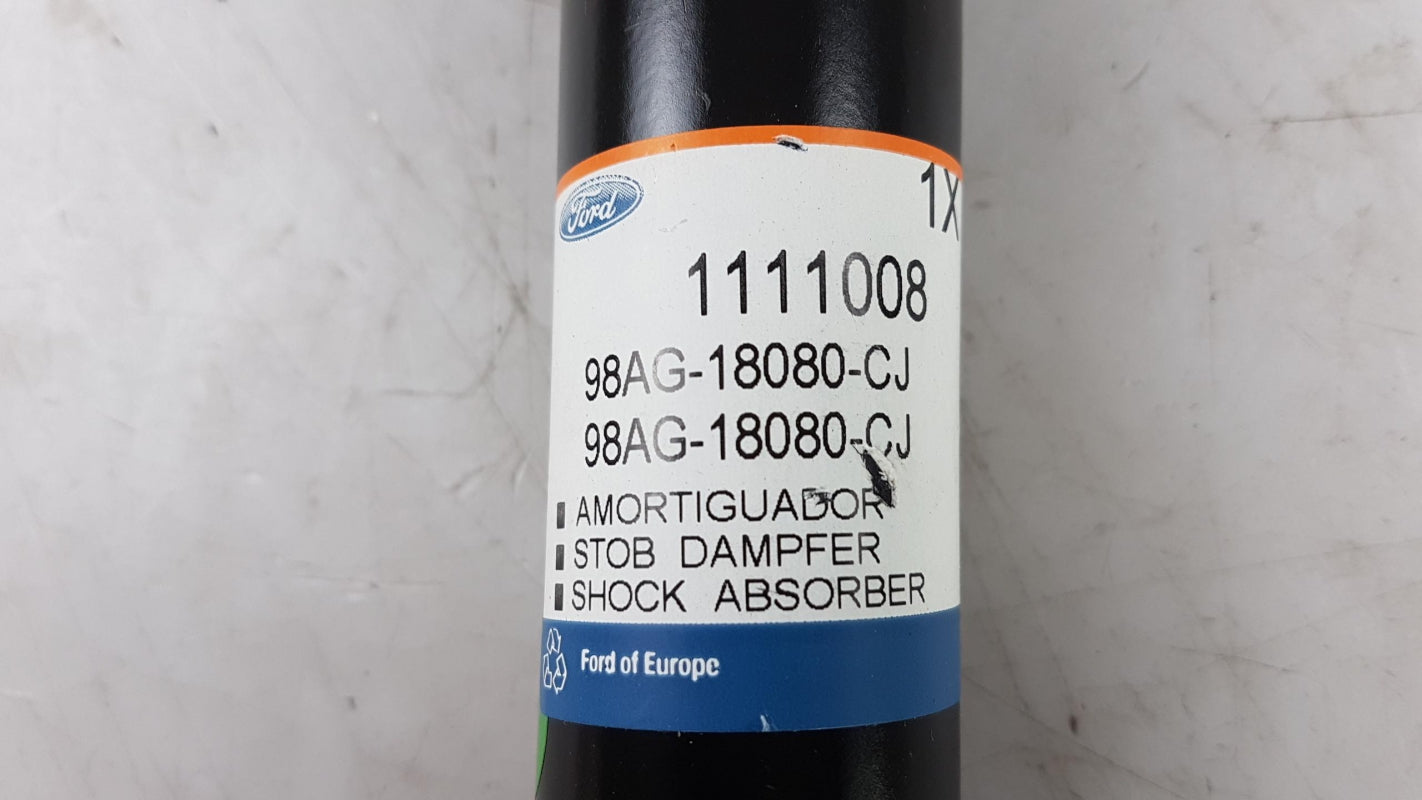 Ford
1X
1111008
98AG-18080-CJ
98AG-18080-CJ
AMORTIGUADOR
STOB DAMPFER
SHOCK ABSORBER
Ford of Europe